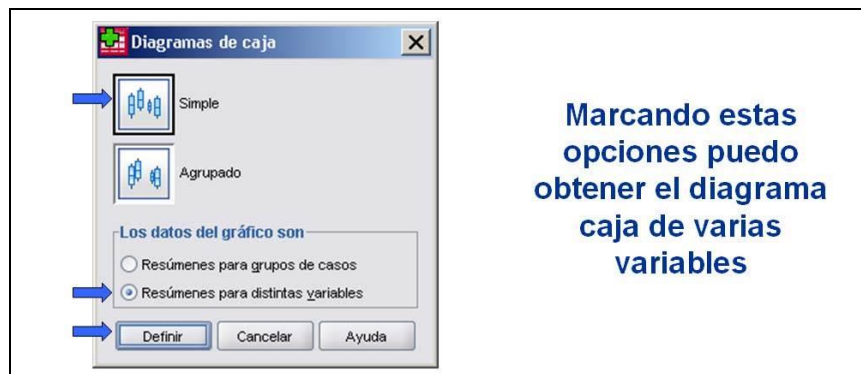 Diagramas de caja
Simple
Agrupado
Los datos del gráfico son
Resúmenes para grupos de casos
Resúmenes para distintas variables
Definir
Cancelar
Ayuda
Marcando estas
opciones puedo
obtener el diagrama
caja de varias
variables